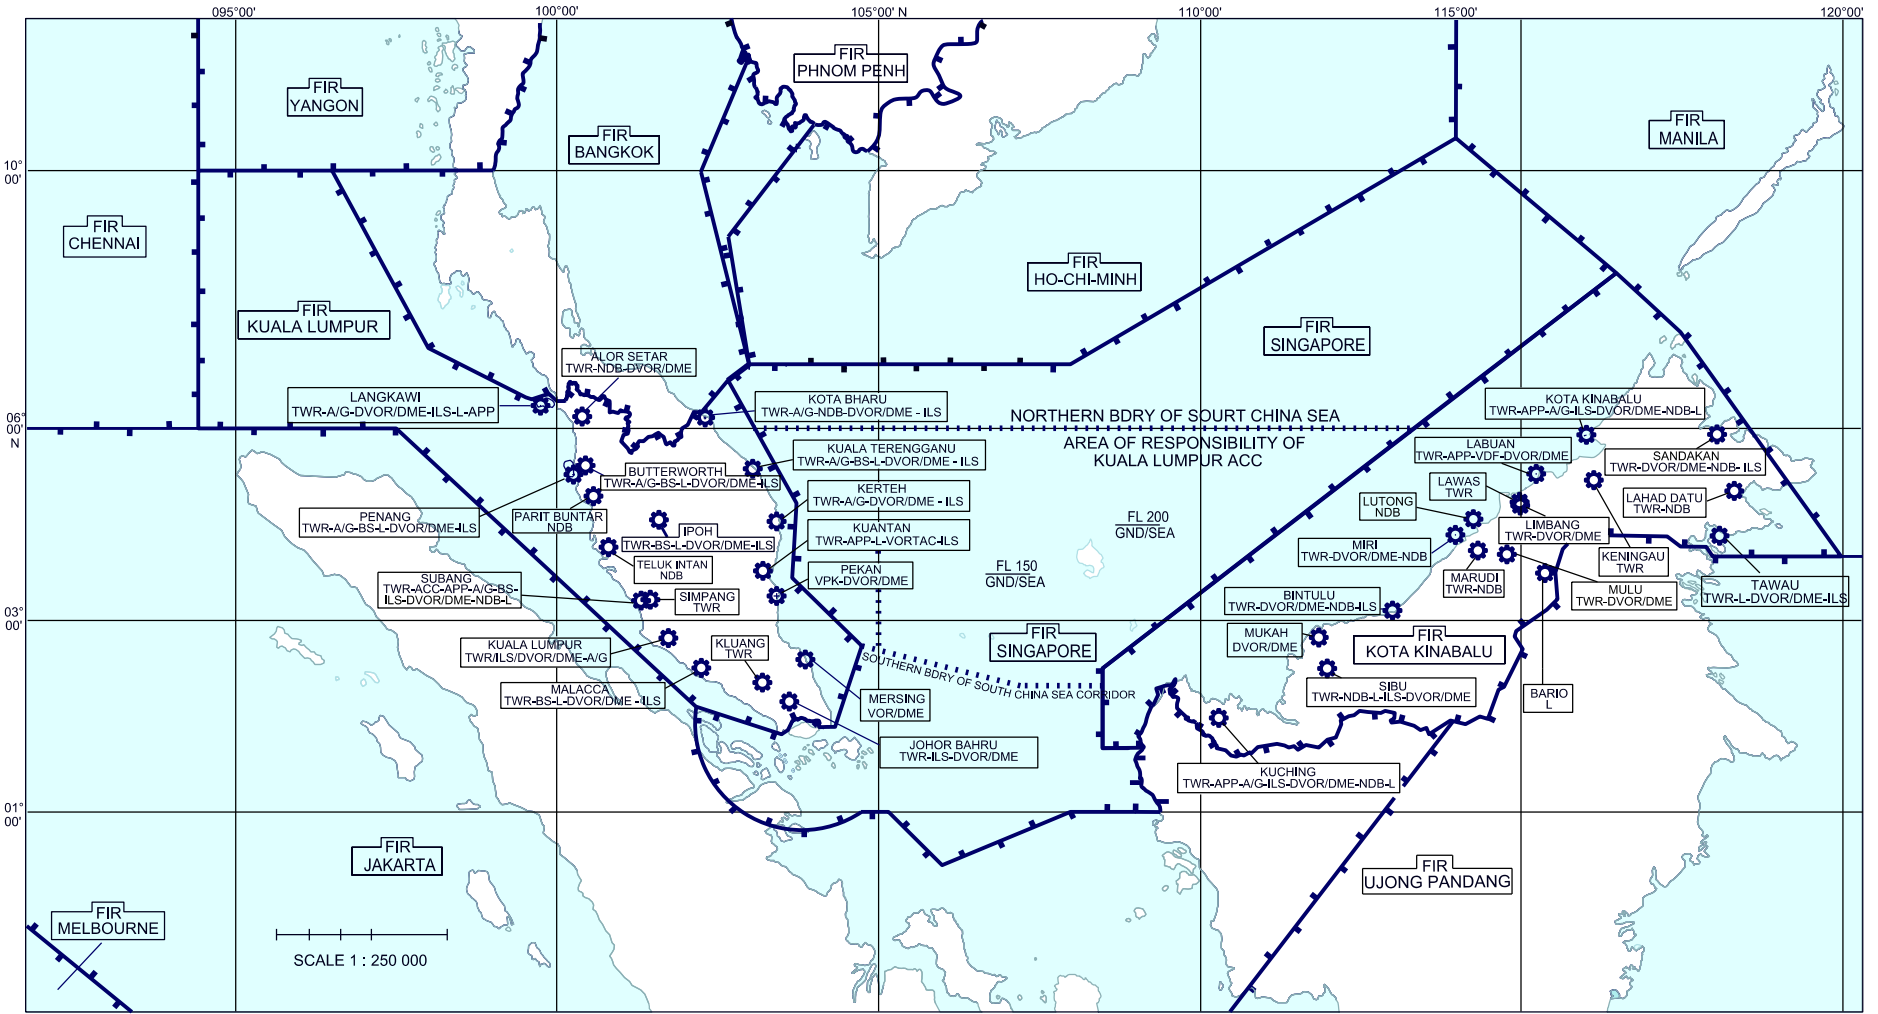 095°00'
100°00'
105°00' N
110°00'
115°00'
120°00'
FIR
PHNOM PENH
FIR
YANGON
FIR
BANGKOK
FIR
MANILA
10°
00'
FIR
CHENNAI
FIR
HO-CHI-MINH
FIR
KUALA LUMPUR
FIR
SINGAPORE
ALOR SETAR
TWR-NDB-DVOR/DME
LANGKAWI
TWR-A/G-DVOR/DME-ILS-L-APP
KOTA BHARU
TWR-A/G-NDB-DVOR/DME - ILS
KOTA KINABALU
TWR-APP-A/G-ILS-DVOR/DME-NDB-L
06°
00'
N
NORTHERN BDRY OF SOURT CHINA SEA
AREA OF RESPONSIBILITY OF
KUALA LUMPUR ACC
KUALA TERENGGANU
TWR-A/G-BS-L-DVOR/DME - ILS
LABUAN
TWR-APP-VDF-DVOR/DME
SANDAKAN
TWR-DVOR/DME-NDB- ILS
BUTTERWORTH
TWR-A/G-BS-L-DVOR/DME-ILS
KERTEH
TWR-A/G-DVOR/DME - ILS
LAWAS
TWR
LAHAD DATU
TWR-NDB
LUTONG
NDB
PENANG
TWR-A/G-BS-L-DVOR/DME-ILS
PARIT BUNTAR
NDB
IPOH
TWR-BS-L-DVOR/DME-ILS
KUANTAN
TWR-APP-L-VORTAC-ILS
FL 200
GND/SEA
LIMBANG
TWR-DVOR/DME
MIRI
TWR-DVOR/DME-NDB
KENINGAU
TWR
TELUK INTAN
NDB
PEKAN
VPK-DVOR/DME
FL 150
GND/SEA
MARUDI
TWR-NDB
MULU
TWR-DVOR/DME
TAWAU
TWR-L-DVOR/DME-ILS
SUBANG
TWR-ACC-APP-A/G-BS-
ILS-DVOR/DME-NDB-L
SIMPANG
TWR
BINTULU
TWR-DVOR/DME-NDB-ILS
03°
00'
KUALA LUMPUR
TWR/ILS/DVOR/DME-A/G
KLUANG
TWR
FIR
SINGAPORE
MUKAH
DVOR/DME
FIR
KOTA KINABALU
SOUTHERN BDRY OF SOUTH CHINA SEA CORRIDOR
MALACCA
TWR-BS-L-DVOR/DME - ILS
MERSING
VOR/DME
SIBU
TWR-NDB-L-ILS-DVOR/DME
BARIO
L
JOHOR BAHRU
TWR-ILS-DVOR/DME
KUCHING
TWR-APP-A/G-ILS-DVOR/DME-NDB-L
01°
00'
FIR
JAKARTA
FIR
UJONG PANDANG
FIR
MELBOURNE
SCALE 1 : 250 000